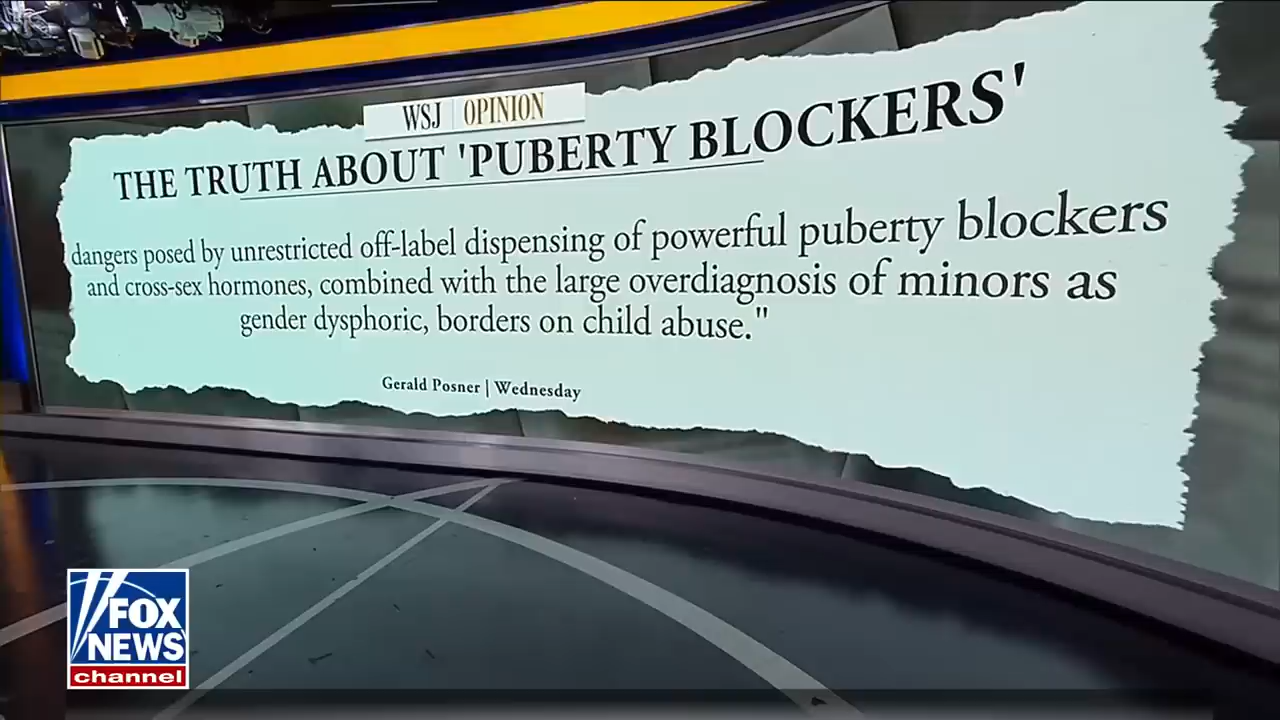 WSJ OPINION
THE TRUTH ABOUT 'PUBERTY BLOCKERS'
dangers posed by unrestricted off-label dispensing of powerful puberty blockers
and cross-sex hormones, combined with the large overdiagnosis of minors as
gender dysphoric, borders on child abuse."
Gerald Posner | Wednesday
FOX
NEWS
channel